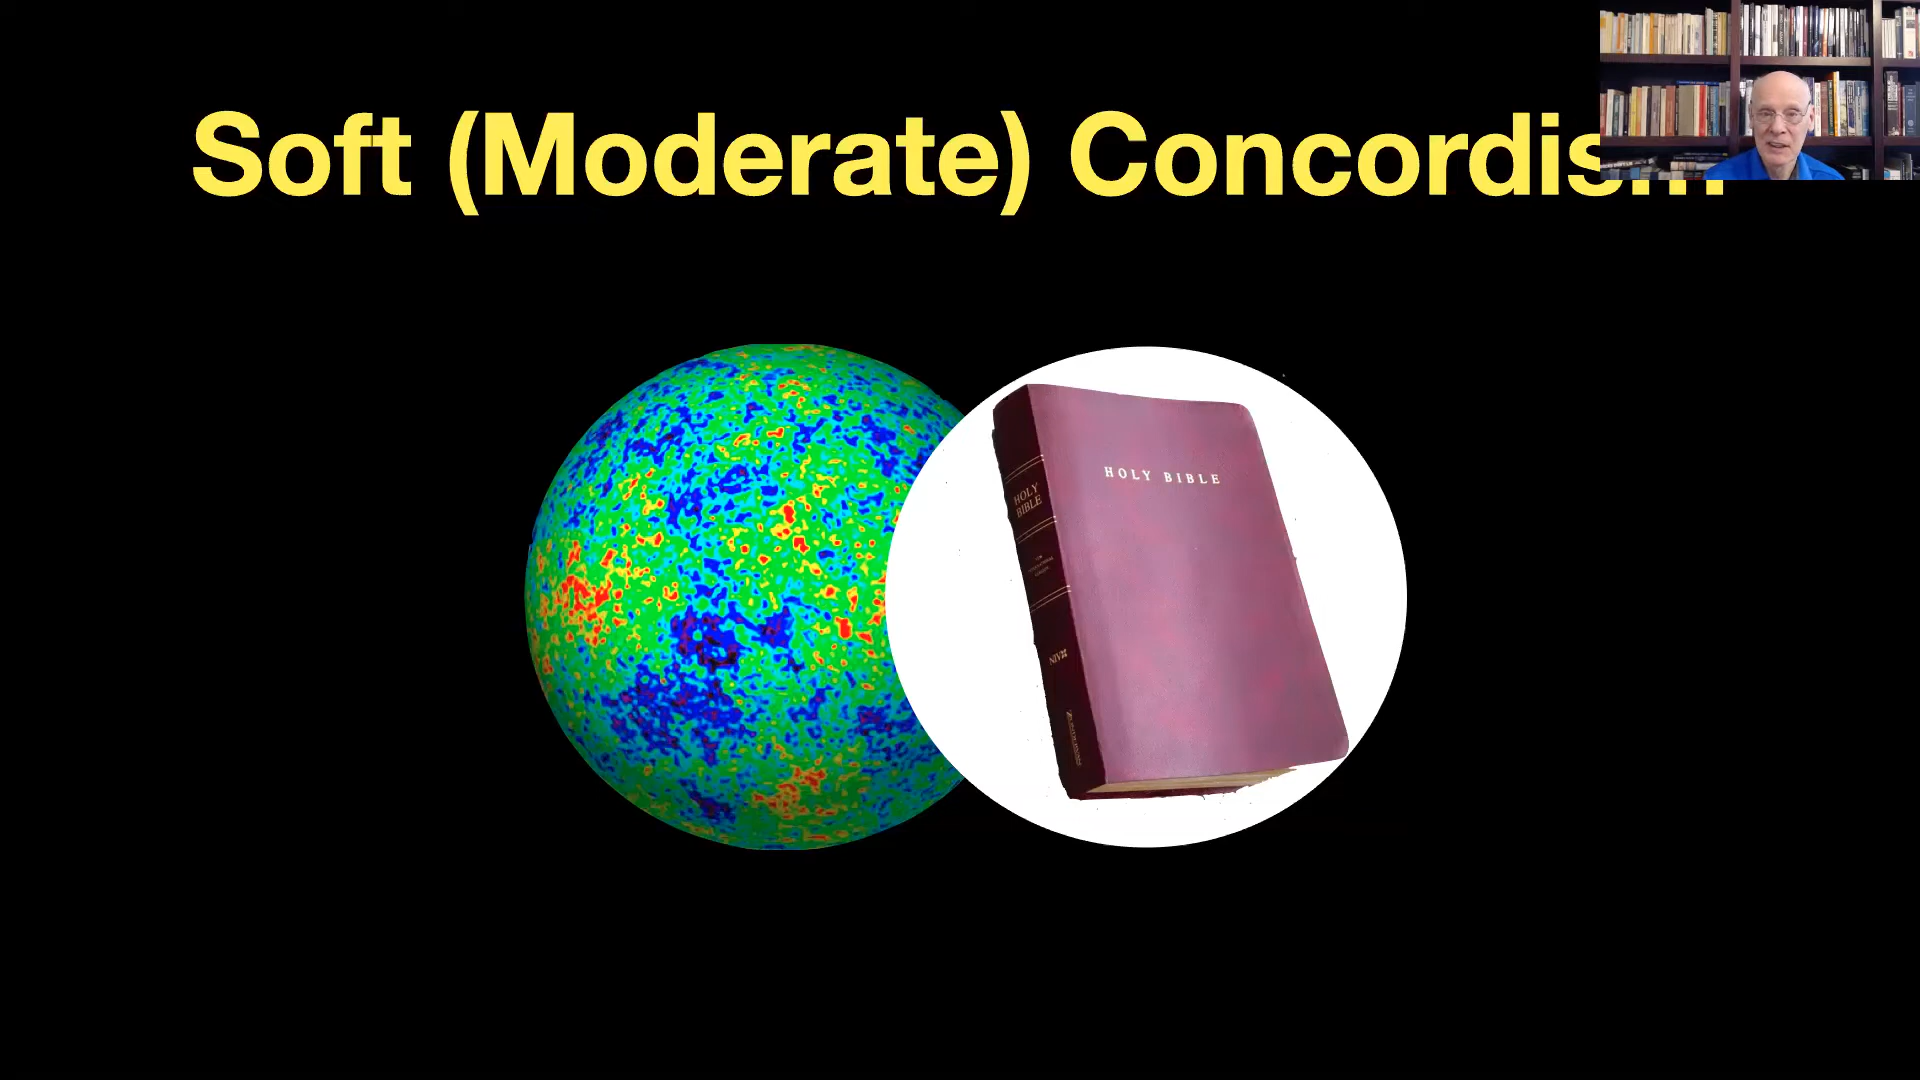 Soft (Moderate) Concordis...
HOLY BIBLE
HOLY
BIBLE
NIV